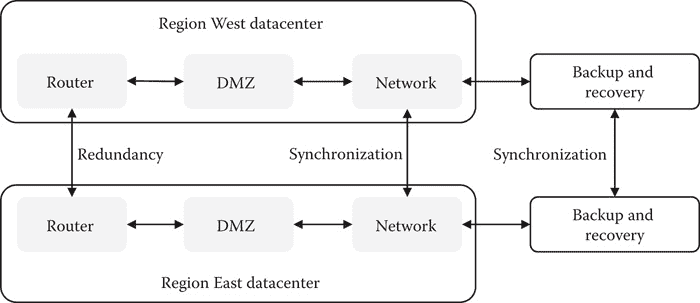 Region West datacenter
Router
DMZ
Network
Backup and
recovery
Redundancy
Synchronization
Synchronization
Router
DMZ
Network
Backup and
recovery
Region East datacenter